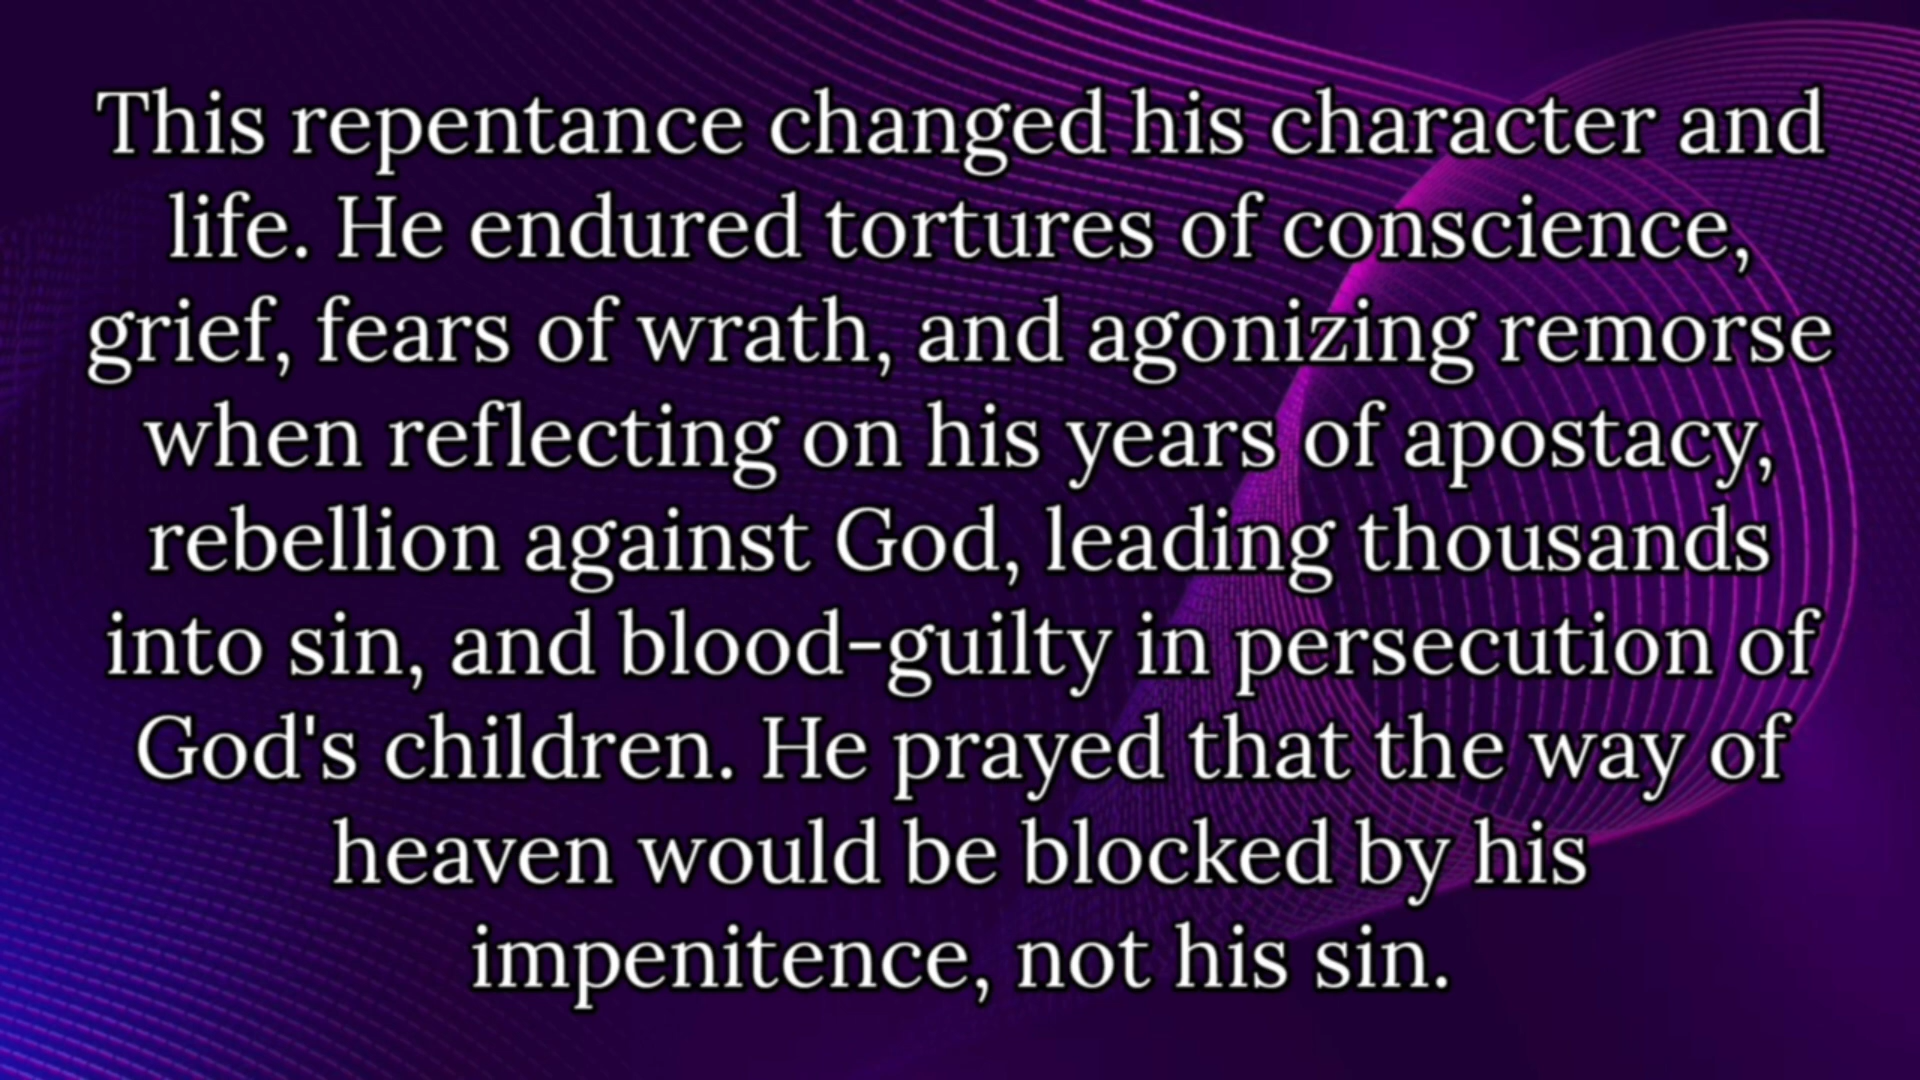 This repentance changed his character and
life. He endured tortures of conscience,
grief, fears of wrath, and agonizing remorse
when reflecting on his years of apostacy,
rebellion against God, leading thousands
into sin, and blood-guilty in persecution of
God's children. He prayed that the way of
heaven would be blocked by his
impenitence, not his sin.